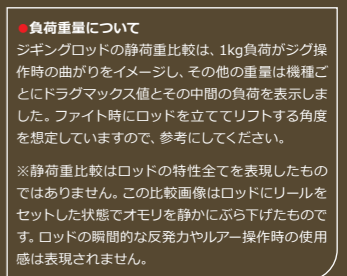 ●負荷重量について
ジギングロッドの静荷重比較は、1kg負荷がジグ操
作時の曲がりをイメージし、その他の重量は機種ご
とにドラグマックス値とその中間の負荷を表示しま
した。ファイト時にロッドを立ててリフトする角度
を想定していますので、参考にしてください。
※静荷重比較はロッドの特性全てを表現したもの
ではありません。この比較画像はロッドにリールを
セットした状態でオモリを静かにぶら下げたもので
す。ロッドの瞬間的な反発力やルアー操作時の使用
感は表現されません。